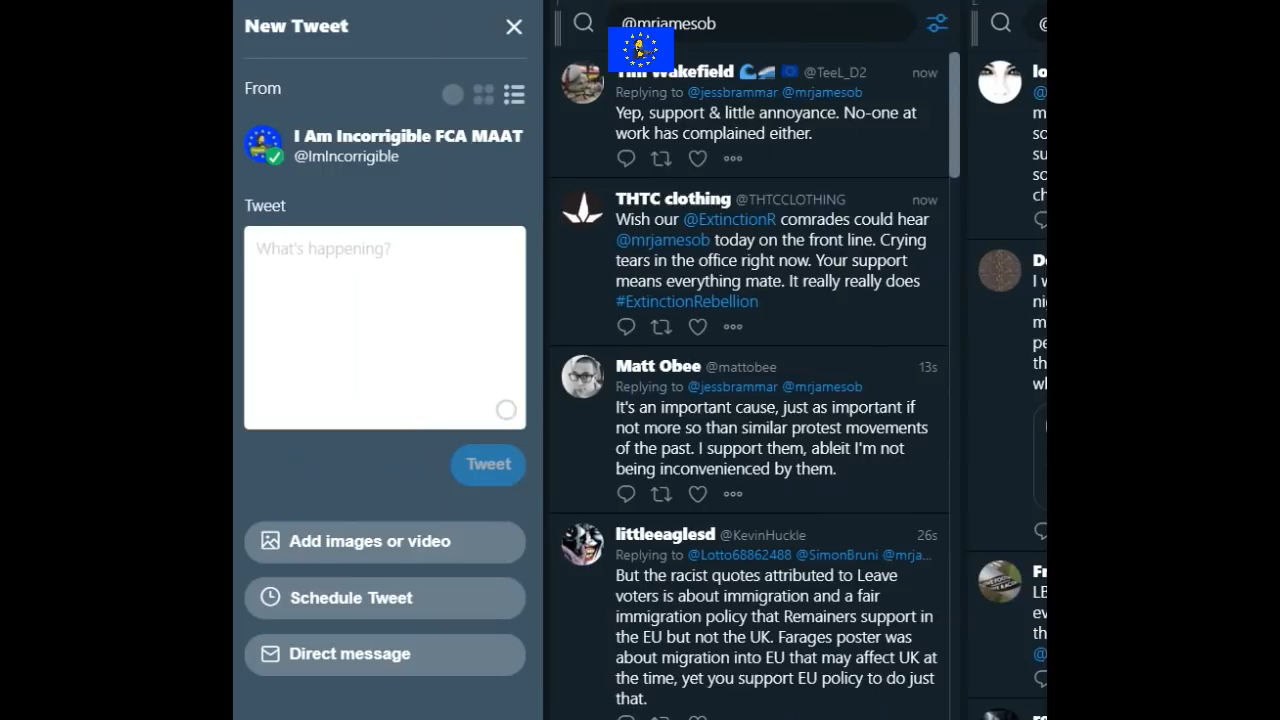 New Tweet
From
I Am Incorrigible FCA MAAT
@ImIncorrigible
Tweet
What's happening?
Tweet
Add images or video
Schedule Tweet
Direct message
@mrjamesob
Tim Wakefield @TeeL_D2 now
Replying to @jessbrammar @mrjamesob
Yep, support & little annoyance. No-one at
work has complained either.
THTC clothing @THTCCLOTHING now
Wish our @ExtinctionR comrades could hear
@mrjamesob today on the front line. Crying
tears in the office right now. Your support
means everything mate. It really really does
#ExtinctionRebellion
Matt Obee @mattobee 13s
Replying to @jessbrammar @mrjamesob
It's an important cause, just as important if
not more so than similar protest movements
of the past. I support them, ableit I'm not
being inconvenienced by them.
littleeaglesd @KevinHuckle 26s
Replying to @Lotto68862488 @SimonBruni @mrja...
But the racist quotes attributed to Leave
voters is about immigration and a fair
immigration policy that Remainers support in
the EU but not the UK. Farages poster was
about migration into EU that may affect UK at
the time, yet you support EU policy to do just
that.